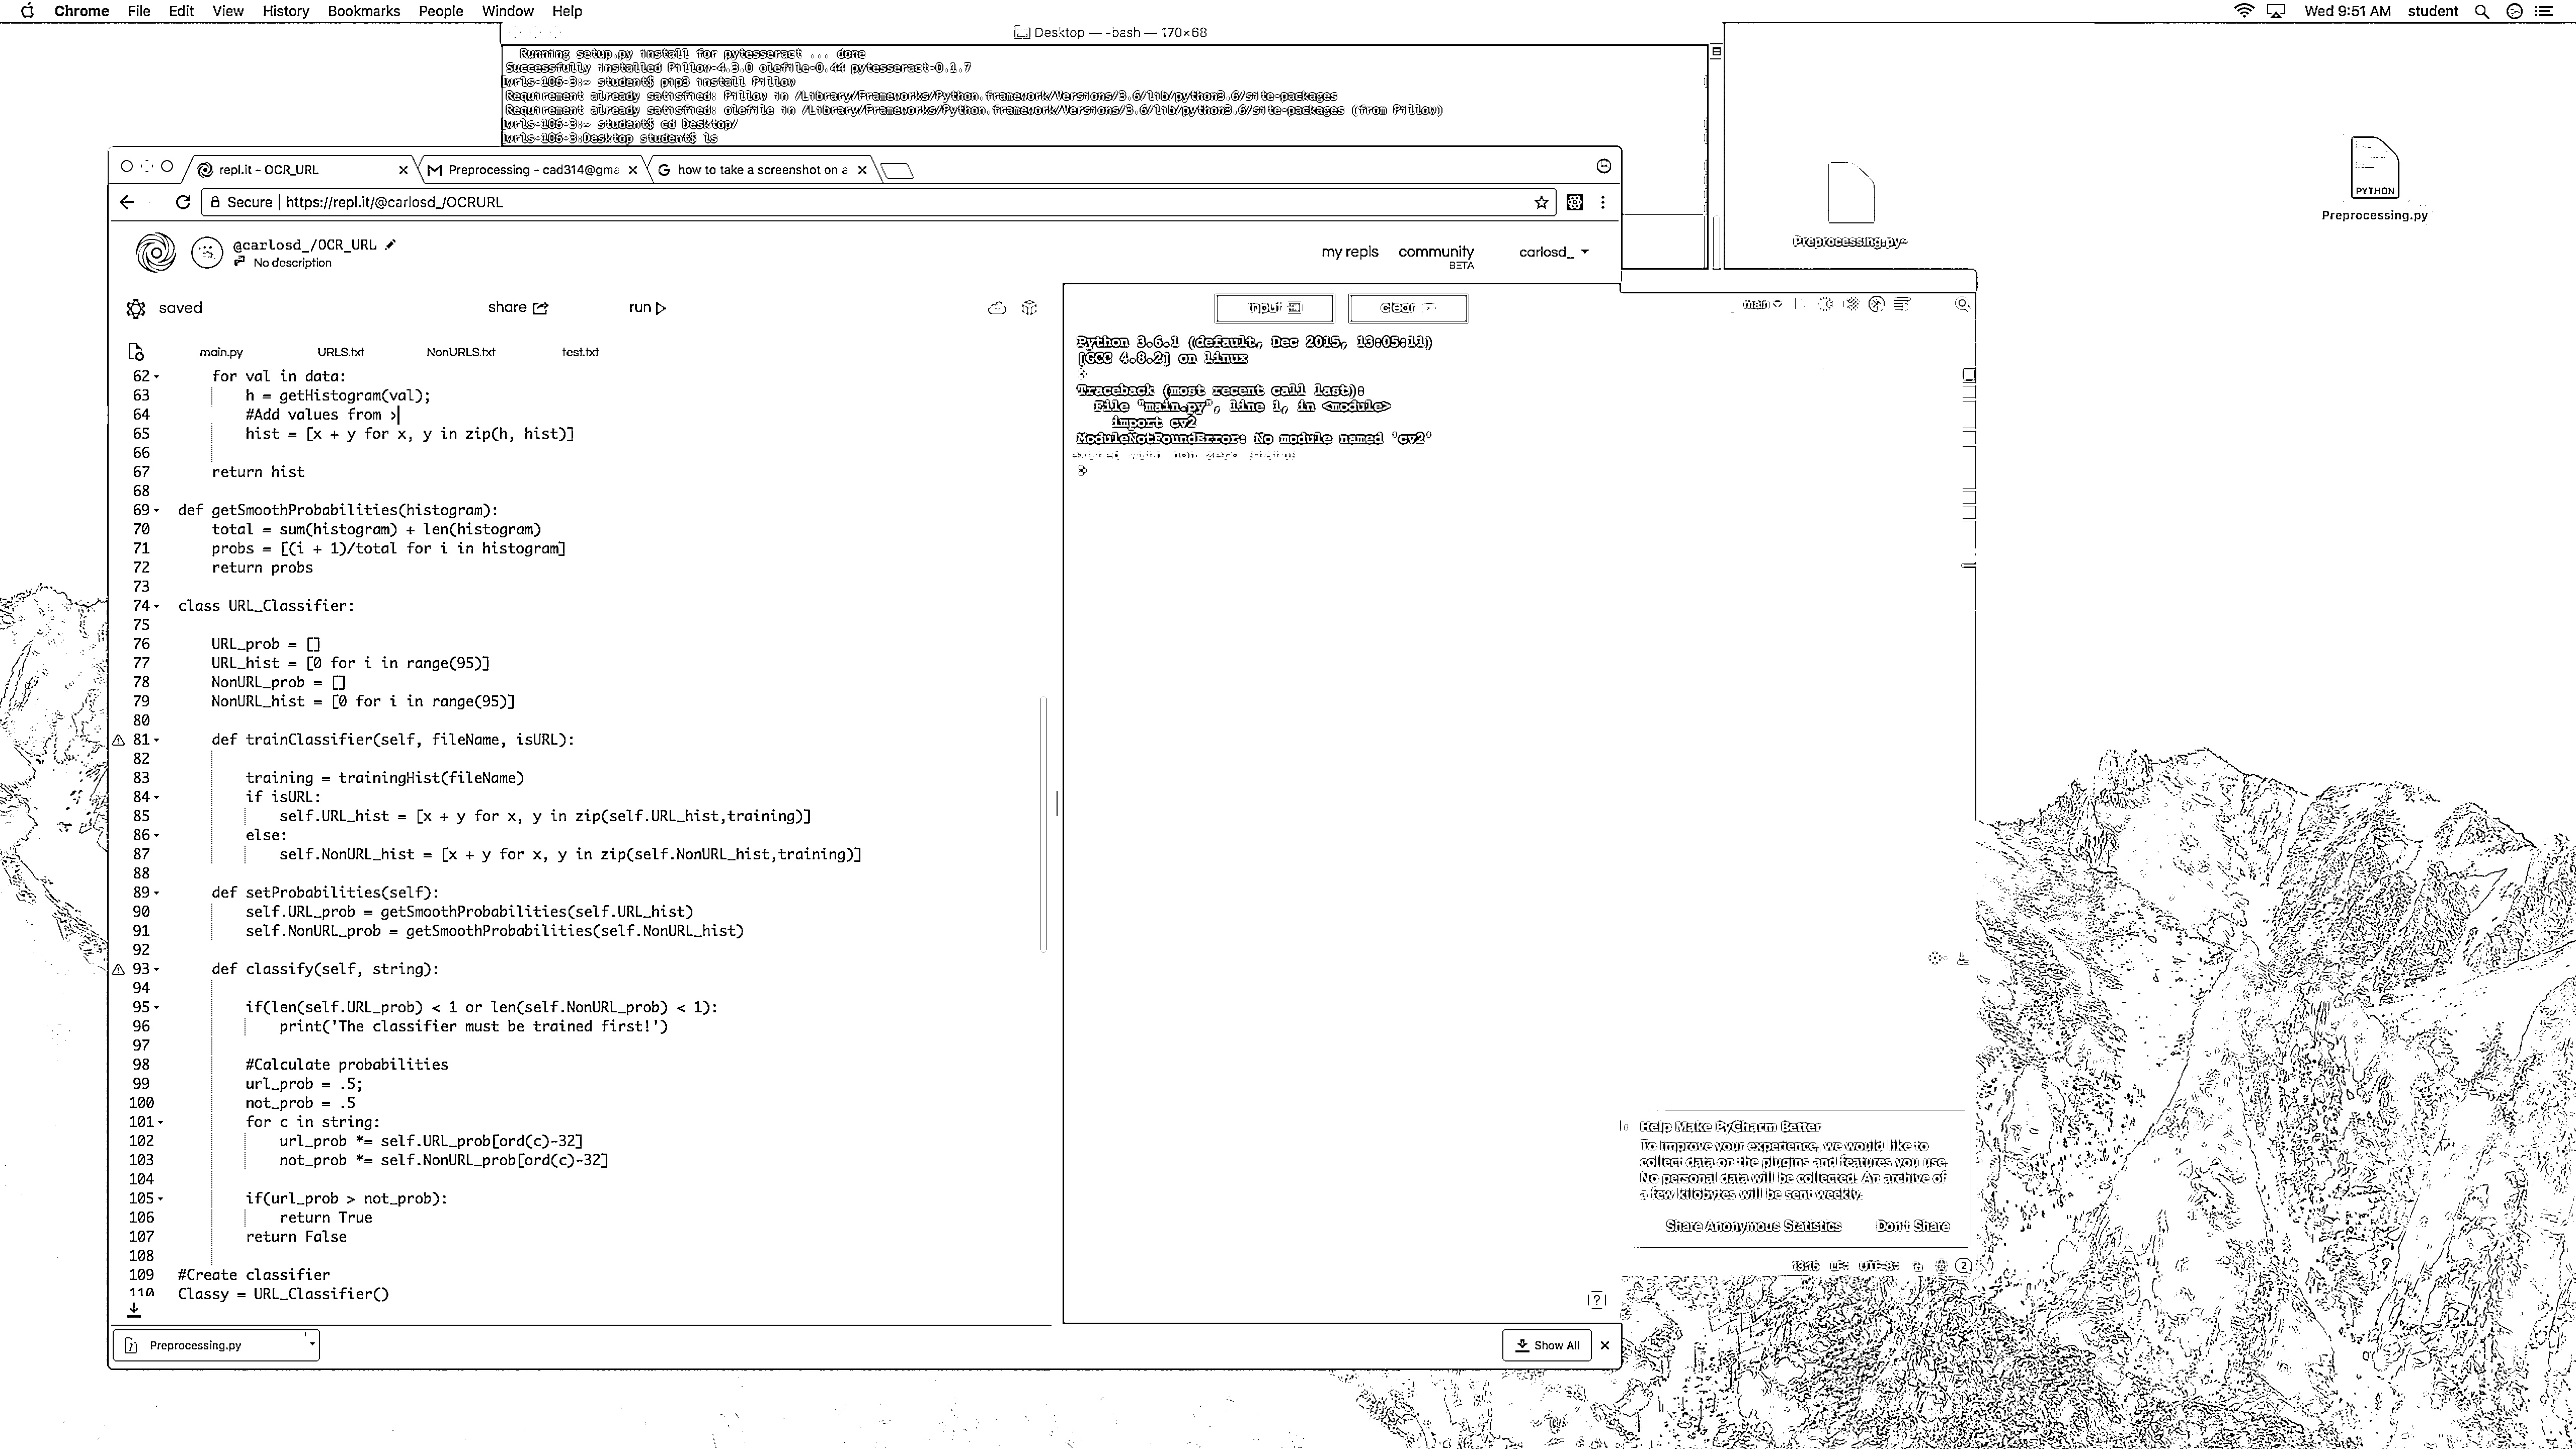 Chrome File Edit View History Bookmarks People Window Help
Wed 9:51 AM student
Desktop — -bash — 170×68
Running setup.py install for pytesseract ... done
Successfully installed Pillow-4.3.0 olefile-0.44 pytesseract-0.1.7
[wrls-106-3:~ student$ pip3 install Pillow
Requirement already satisfied: Pillow in /Library/Frameworks/Python.framework/Versions/3.6/lib/python3.6/site-packages
Requirement already satisfied: olefile in /Library/Frameworks/Python.framework/Versions/3.6/lib/python3.6/site-packages (from Pillow)
[wrls-106-3:~ student$ cd Desktop/
[wrls-106-3:Desktop student$ ls
repl.it - OCR_URL
Preprocessing - cad314@gma
how to take a screenshot on a
Secure | https://repl.it/@carlosd_/OCRURL
PYTHON
Preprocessing.py
Preprocessing.py~
@carlosd_/OCR_URL
No description
my repls community BETA carlosd_
saved share run
input clear
main
main.py URLS.txt NonURLS.txt test.txt
62 for val in data:
63 h = getHistogram(val);
64 #Add values from >
65 hist = [x + y for x, y in zip(h, hist)]
66
67 return hist
68
69 def getSmoothProbabilities(histogram):
70 total = sum(histogram) + len(histogram)
71 probs = [(i + 1)/total for i in histogram]
72 return probs
73
74 class URL_Classifier:
75
76 URL_prob = []
77 URL_hist = [0 for i in range(95)]
78 NonURL_prob = []
79 NonURL_hist = [0 for i in range(95)]
80
81 def trainClassifier(self, fileName, isURL):
82
83 training = trainingHist(fileName)
84 if isURL:
85 self.URL_hist = [x + y for x, y in zip(self.URL_hist,training)]
86 else:
87 self.NonURL_hist = [x + y for x, y in zip(self.NonURL_hist,training)]
88
89 def setProbabilities(self):
90 self.URL_prob = getSmoothProbabilities(self.URL_hist)
91 self.NonURL_prob = getSmoothProbabilities(self.NonURL_hist)
92
93 def classify(self, string):
94
95 if(len(self.URL_prob) < 1 or len(self.NonURL_prob) < 1):
96 print('The classifier must be trained first!')
97
98 #Calculate probabilities
99 url_prob = .5;
100 not_prob = .5
101 for c in string:
102 url_prob *= self.URL_prob[ord(c)-32]
103 not_prob *= self.NonURL_prob[ord(c)-32]
104
105 if(url_prob > not_prob):
106 return True
107 return False
108
109 #Create classifier
110 Classy = URL_Classifier()
Python 3.6.1 (default, Dec 2015, 13:05:11)
[GCC 4.8.2] on linux
Traceback (most recent call last):
File "main.py", line 1, in <module>
import cv2
ModuleNotFoundError: No module named 'cv2'
Help Make PyCharm Better
To improve your experience, we would like to
collect data on the plugins and features you use.
No personal data will be collected. An archive of
a few kilobytes will be sent weekly.
Share Anonymous Statistics Don't Share
UTF-8: 2
Preprocessing.py
Show All